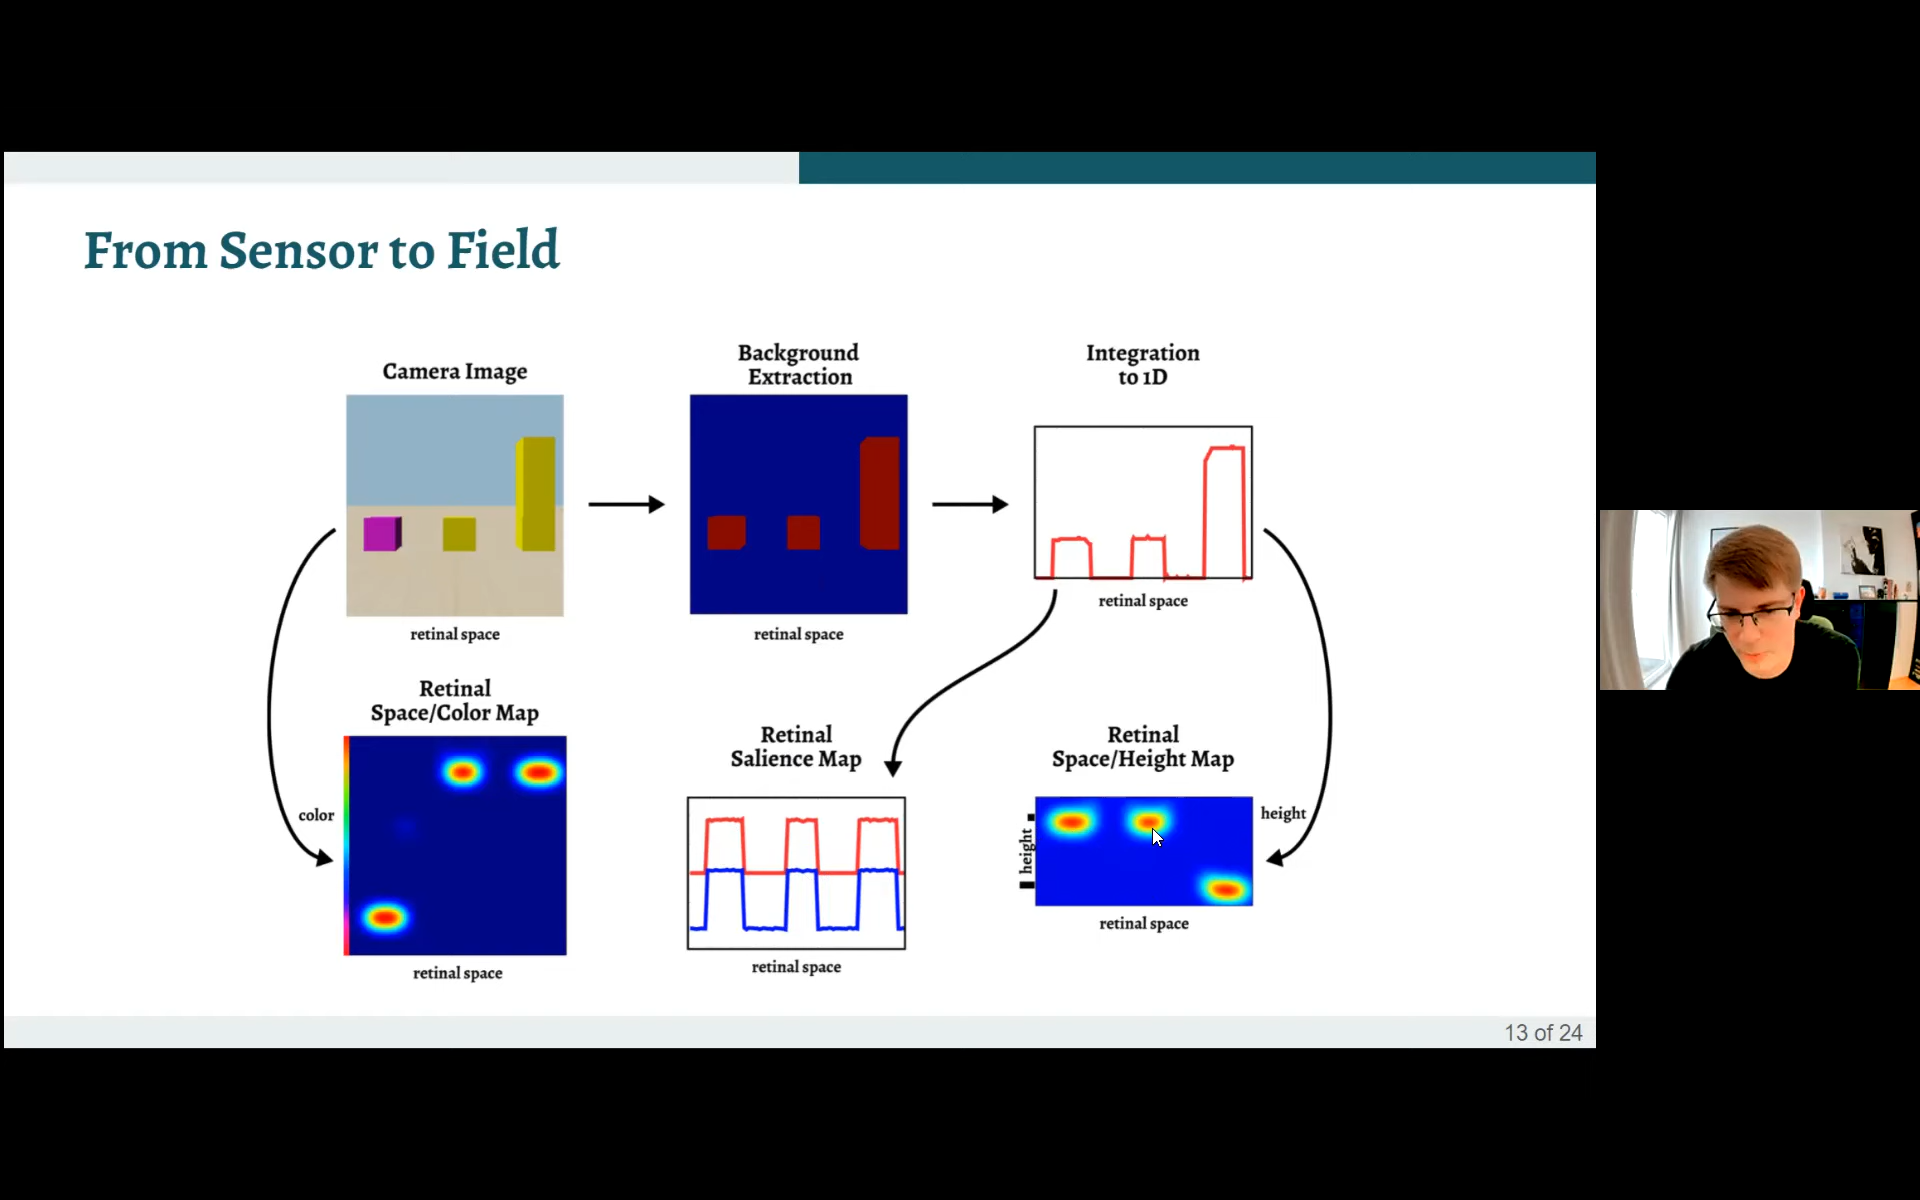 From Sensor to Field
Camera Image
retinal space
Background
Extraction
retinal space
Integration
to 1D
retinal space
Retinal
Space/Color Map
color
retinal space
Retinal
Salience Map
retinal space
Retinal
Space/Height Map
height
height
retinal space
13 of 24